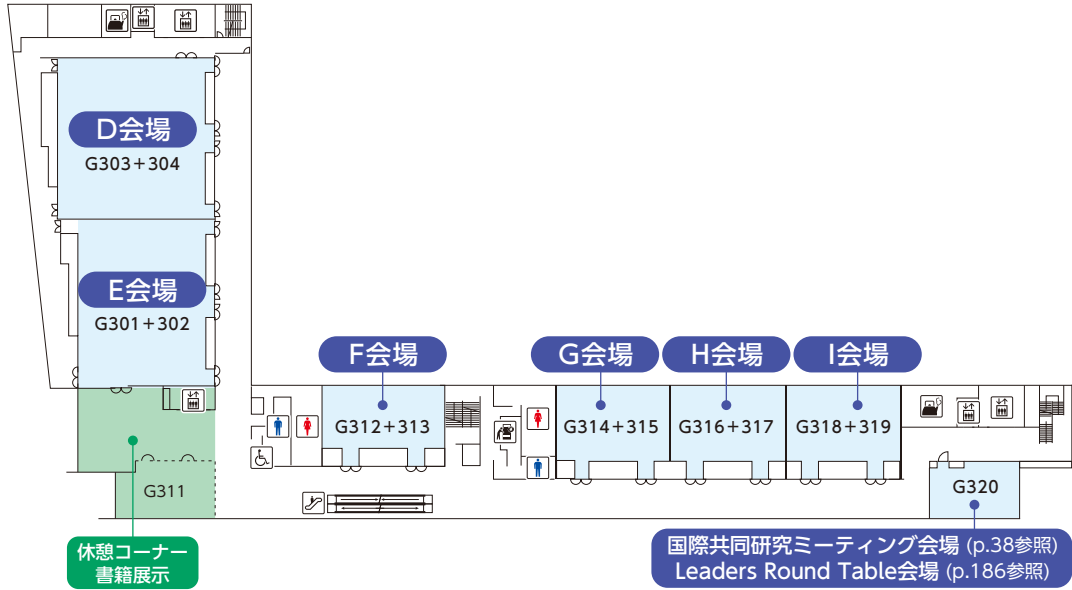 D会場
G303+304
E会場
G301+302
F会場
G312+313
G会場
G314+315
H会場
G316+317
I会場
G318+319
G311
G320
休憩コーナー
書籍展示
国際共同研究ミーティング会場 (p.38参照)
Leaders Round Table会場 (p.186参照)